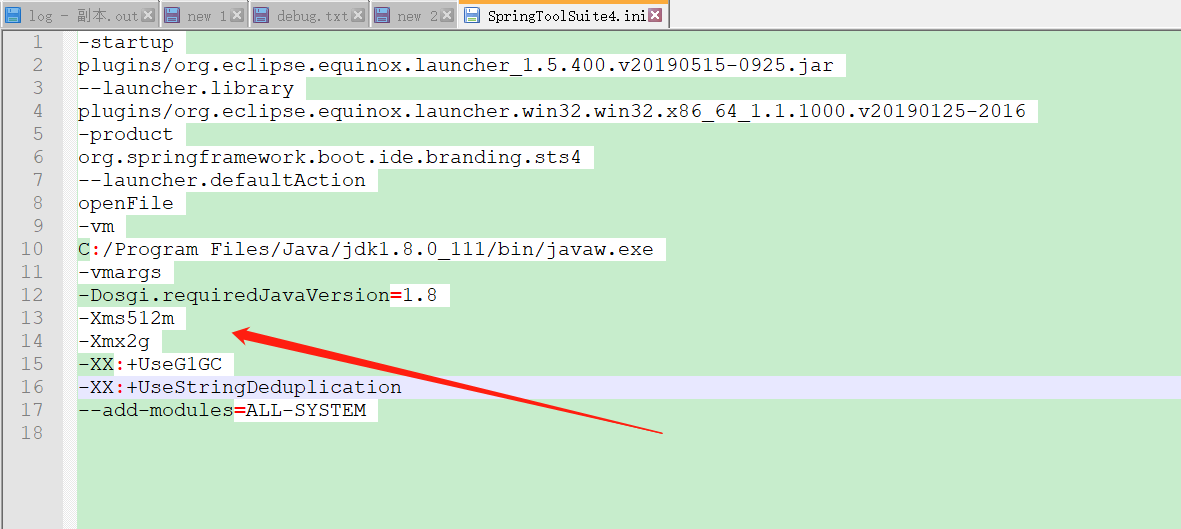 log - 副本.out new 1 debug.txt new 2 SpringToolSuite4.ini
1 -startup
2 plugins/org.eclipse.equinox.launcher_1.5.400.v20190515-0925.jar
3 --launcher.library
4 plugins/org.eclipse.equinox.launcher.win32.win32.x86_64_1.1.1000.v20190125-2016
5 -product
6 org.springframework.boot.ide.branding.sts4
7 --launcher.defaultAction
8 openFile
9 -vm
10 C:/Program Files/Java/jdk1.8.0_111/bin/javaw.exe
11 -vmargs
12 -Dosgi.requiredJavaVersion=1.8
13 -Xms512m
14 -Xmx2g
15 -XX:+UseG1GC
16 -XX:+UseStringDeduplication
17 --add-modules=ALL-SYSTEM
18